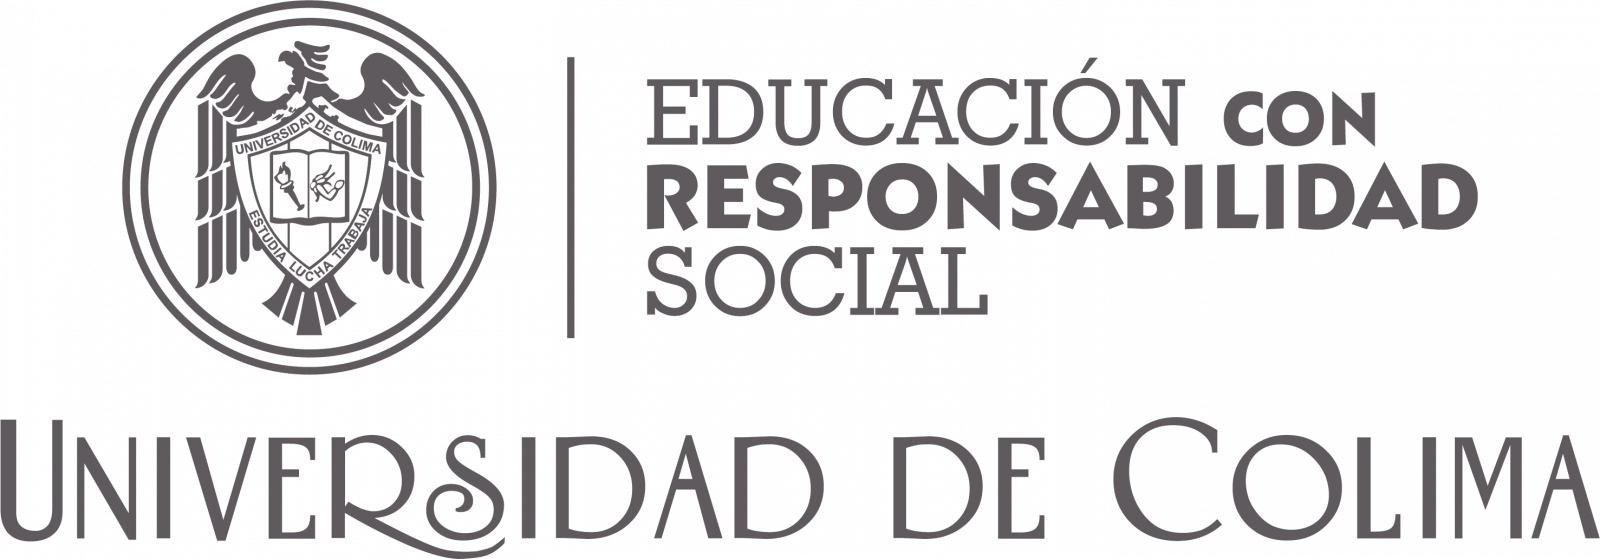 UNIVERSIDAD DE COLIMA
ESTUDIA LUCHA TRABAJA
EDUCACIÓN CON
RESPONSABILIDAD
SOCIAL
UNIVERSIDAD DE COLIMA